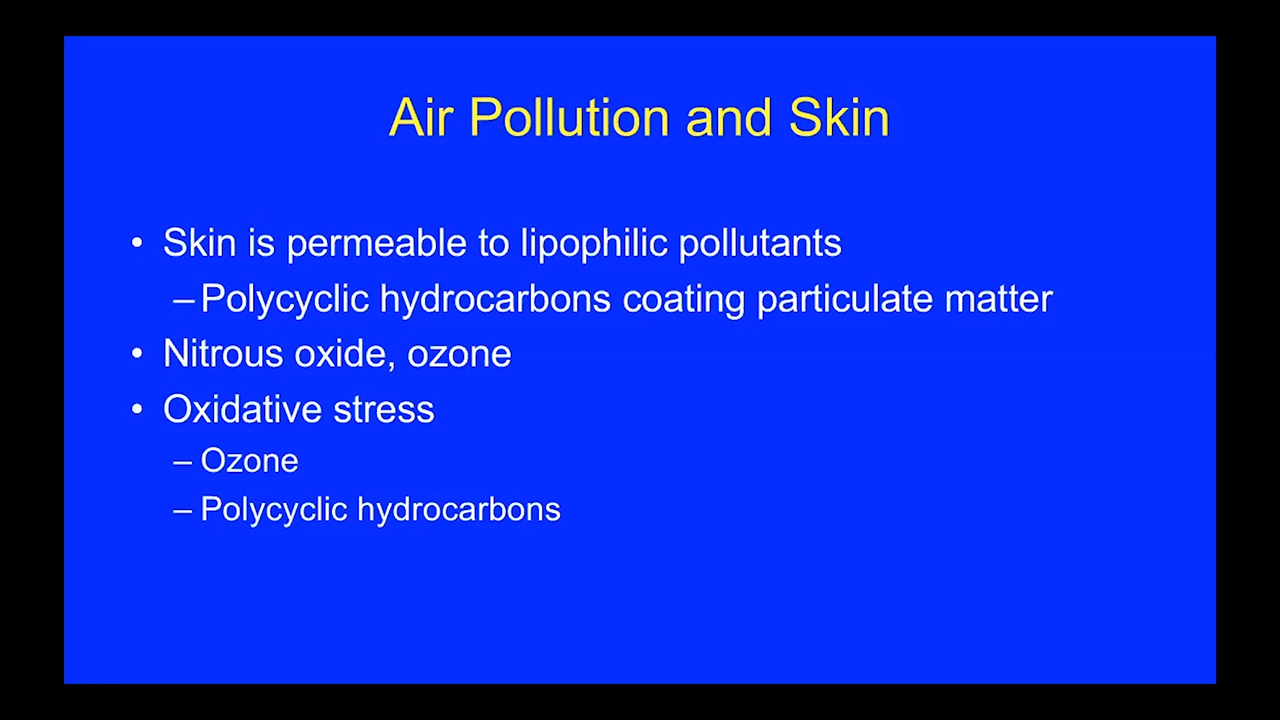 Air Pollution and Skin
• Skin is permeable to lipophilic pollutants
– Polycyclic hydrocarbons coating particulate matter
• Nitrous oxide, ozone
• Oxidative stress
– Ozone
– Polycyclic hydrocarbons